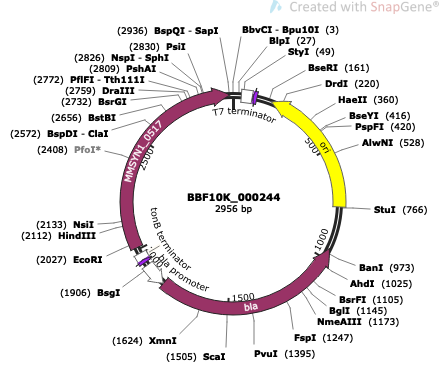 Created with SnapGene®
(2936) BspQI - SapI
BbvCI - Bpu10I (3)
(2830) PsiI
BlpI (27)
(2826) NspI - SphI
StyI (49)
(2809) PshAI
BseRI (161)
(2772) PflFI - Tth111I
DrdI (220)
(2759) DraIII
HaeII (360)
(2732) BsrGI
BseYI (416)
(2656) BstBI
PspFI (420)
(2572) BspDI - ClaI
AlwNI (528)
(2408) PfoI*
T7 terminator
ori
500
MMSYN1_0517
2500
BBF10K_000244
2956 bp
StuI (766)
(2133) NsiI
(2112) HindIII
(2027) EcoRI
(1906) BsgI
tonB terminator
bla promoter
1000
BanI (973)
AhdI (1025)
BsrFI (1105)
BglI (1145)
NmeAIII (1173)
FspI (1247)
PvuI (1395)
1500
bla
(1624) XmnI
(1505) ScaI